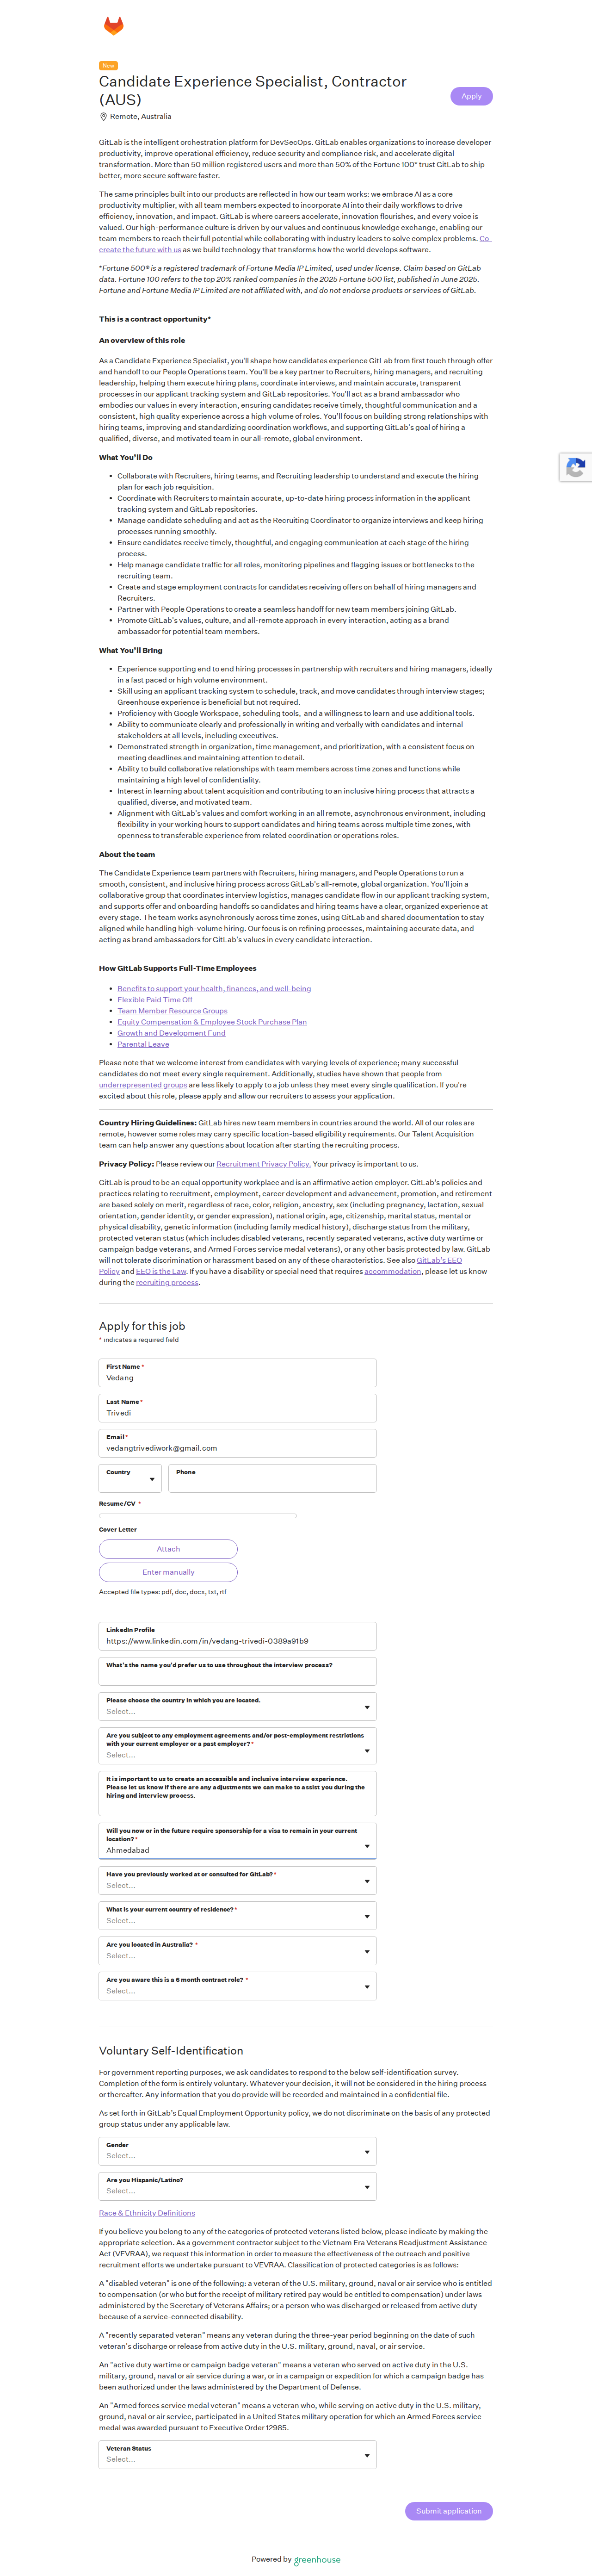 New
Candidate Experience Specialist, Contractor
(AUS)
Apply
Remote, Australia
GitLab is the intelligent orchestration platform for DevSecOps. GitLab enables organizations to increase developer
productivity, improve operational efficiency, reduce security and compliance risk, and accelerate digital
transformation. More than 50 million registered users and more than 50% of the Fortune 100* trust GitLab to ship
better, more secure software faster.
The same principles built into our products are reflected in how our team works: we embrace AI as a core
productivity multiplier, with all team members expected to incorporate AI into their daily workflows to drive
efficiency, innovation, and impact. GitLab is where careers accelerate, innovation flourishes, and every voice is
valued. Our high-performance culture is driven by our values and continuous knowledge exchange, enabling our
team members to reach their full potential while collaborating with industry leaders to solve complex problems. Co-
create the future with us as we build technology that transforms how the world develops software.
*Fortune 500® is a registered trademark of Fortune Media IP Limited, used under license. Claim based on GitLab
data. Fortune 100 refers to the top 20% ranked companies in the 2025 Fortune 500 list, published in June 2025.
Fortune and Fortune Media IP Limited are not affiliated with, and do not endorse products or services of GitLab.
This is a contract opportunity*
An overview of this role
As a Candidate Experience Specialist, you'll shape how candidates experience GitLab from first touch through offer
and handoff to our People Operations team. You'll be a key partner to Recruiters, hiring managers, and recruiting
leadership, helping them execute hiring plans, coordinate interviews, and maintain accurate, transparent
processes in our applicant tracking system and GitLab repositories. You'll act as a brand ambassador who
embodies our values in every interaction, ensuring candidates receive timely, thoughtful communication and a
consistent, high quality experience across a high volume of roles. You'll focus on building strong relationships with
hiring teams, improving and standardizing coordination workflows, and supporting GitLab's goal of hiring a
qualified, diverse, and motivated team in our all-remote, global environment.
What You'll Do
Collaborate with Recruiters, hiring teams, and Recruiting leadership to understand and execute the hiring
plan for each job requisition.
Coordinate with Recruiters to maintain accurate, up-to-date hiring process information in the applicant
tracking system and GitLab repositories.
Manage candidate scheduling and act as the Recruiting Coordinator to organize interviews and keep hiring
processes running smoothly.
Ensure candidates receive timely, thoughtful, and engaging communication at each stage of the hiring
process.
Help manage candidate traffic for all roles, monitoring pipelines and flagging issues or bottlenecks to the
recruiting team.
Create and stage employment contracts for candidates receiving offers on behalf of hiring managers and
Recruiters.
Partner with People Operations to create a seamless handoff for new team members joining GitLab.
Promote GitLab's values, culture, and all-remote approach in every interaction, acting as a brand
ambassador for potential team members.
What You'll Bring
Experience supporting end to end hiring processes in partnership with recruiters and hiring managers, ideally
in a fast paced or high volume environment.
Skill using an applicant tracking system to schedule, track, and move candidates through interview stages;
Greenhouse experience is beneficial but not required.
Proficiency with Google Workspace, scheduling tools, and a willingness to learn and use additional tools.
Ability to communicate clearly and professionally in writing and verbally with candidates and internal
stakeholders at all levels, including executives.
Demonstrated strength in organization, time management, and prioritization, with a consistent focus on
meeting deadlines and maintaining attention to detail.
Ability to build collaborative relationships with team members across time zones and functions while
maintaining a high level of confidentiality.
Interest in learning about talent acquisition and contributing to an inclusive hiring process that attracts a
qualified, diverse, and motivated team.
Alignment with GitLab's values and comfort working in an all remote, asynchronous environment, including
flexibility in your working hours to support candidates and hiring teams across multiple time zones, with
openness to transferable experience from related coordination or operations roles.
About the team
The Candidate Experience team partners with Recruiters, hiring managers, and People Operations to run a
smooth, consistent, and inclusive hiring process across GitLab's all-remote, global organization. You'll join a
collaborative group that coordinates interview logistics, manages candidate flow in our applicant tracking system,
and supports offer and onboarding handoffs so candidates and hiring teams have a clear, organized experience at
every stage. The team works asynchronously across time zones, using GitLab and shared documentation to stay
aligned while handling high-volume hiring. Our focus is on refining processes, maintaining accurate data, and
acting as brand ambassadors for GitLab's values in every candidate interaction.
How GitLab Supports Full-Time Employees
Benefits to support your health, finances, and well-being
Flexible Paid Time Off
Team Member Resource Groups
Equity Compensation & Employee Stock Purchase Plan
Growth and Development Fund
Parental Leave
Please note that we welcome interest from candidates with varying levels of experience; many successful
candidates do not meet every single requirement. Additionally, studies have shown that people from
underrepresented groups are less likely to apply to a job unless they meet every single qualification. If you're
excited about this role, please apply and allow our recruiters to assess your application.
Country Hiring Guidelines: GitLab hires new team members in countries around the world. All of our roles are
remote, however some roles may carry specific location-based eligibility requirements. Our Talent Acquisition
team can help answer any questions about location after starting the recruiting process.
Privacy Policy: Please review our Recruitment Privacy Policy. Your privacy is important to us.
GitLab is proud to be an equal opportunity workplace and is an affirmative action employer. GitLab's policies and
practices relating to recruitment, employment, career development and advancement, promotion, and retirement
are based solely on merit, regardless of race, color, religion, ancestry, sex (including pregnancy, lactation, sexual
orientation, gender identity, or gender expression), national origin, age, citizenship, marital status, mental or
physical disability, genetic information (including family medical history), discharge status from the military,
protected veteran status (which includes disabled veterans, recently separated veterans, active duty wartime or
campaign badge veterans, and Armed Forces service medal veterans), or any other basis protected by law. GitLab
will not tolerate discrimination or harassment based on any of these characteristics. See also GitLab's EEO
Policy and EEO is the Law. If you have a disability or special need that requires accommodation, please let us know
during the recruiting process.
Apply for this job
* indicates a required field
First Name*
Vedang
Last Name*
Trivedi
Email*
vedangtrivediwork@gmail.com
Country
Phone
Resume/CV *
Cover Letter
Attach
Enter manually
Accepted file types: pdf, doc, docx, txt, rtf
LinkedIn Profile
https://www.linkedin.com/in/vedang-trivedi-0389a91b9
What's the name you'd prefer us to use throughout the interview process?
Please choose the country in which you are located.
Select...
Are you subject to any employment agreements and/or post-employment restrictions
with your current employer or a past employer?*
Select...
It is important to us to create an accessible and inclusive interview experience.
Please let us know if there are any adjustments we can make to assist you during the
hiring and interview process.
Will you now or in the future require sponsorship for a visa to remain in your current
location?*
Ahmedabad
Have you previously worked at or consulted for GitLab?*
Select...
What is your current country of residence?*
Select...
Are you located in Australia? *
Select...
Are you aware this is a 6 month contract role? *
Select...
Voluntary Self-Identification
For government reporting purposes, we ask candidates to respond to the below self-identification survey.
Completion of the form is entirely voluntary. Whatever your decision, it will not be considered in the hiring process
or thereafter. Any information that you do provide will be recorded and maintained in a confidential file.
As set forth in GitLab's Equal Employment Opportunity policy, we do not discriminate on the basis of any protected
group status under any applicable law.
Gender
Select...
Are you Hispanic/Latino?
Select...
Race & Ethnicity Definitions
If you believe you belong to any of the categories of protected veterans listed below, please indicate by making the
appropriate selection. As a government contractor subject to the Vietnam Era Veterans Readjustment Assistance
Act (VEVRAA), we request this information in order to measure the effectiveness of the outreach and positive
recruitment efforts we undertake pursuant to VEVRAA. Classification of protected categories is as follows:
A "disabled veteran" is one of the following: a veteran of the U.S. military, ground, naval or air service who is entitled
to compensation (or who but for the receipt of military retired pay would be entitled to compensation) under laws
administered by the Secretary of Veterans Affairs; or a person who was discharged or released from active duty
because of a service-connected disability.
A "recently separated veteran" means any veteran during the three-year period beginning on the date of such
veteran's discharge or release from active duty in the U.S. military, ground, naval, or air service.
An "active duty wartime or campaign badge veteran" means a veteran who served on active duty in the U.S.
military, ground, naval or air service during a war, or in a campaign or expedition for which a campaign badge has
been authorized under the laws administered by the Department of Defense.
An "Armed forces service medal veteran" means a veteran who, while serving on active duty in the U.S. military,
ground, naval or air service, participated in a United States military operation for which an Armed Forces service
medal was awarded pursuant to Executive Order 12985.
Veteran Status
Select...
Submit application
Powered by greenhouse